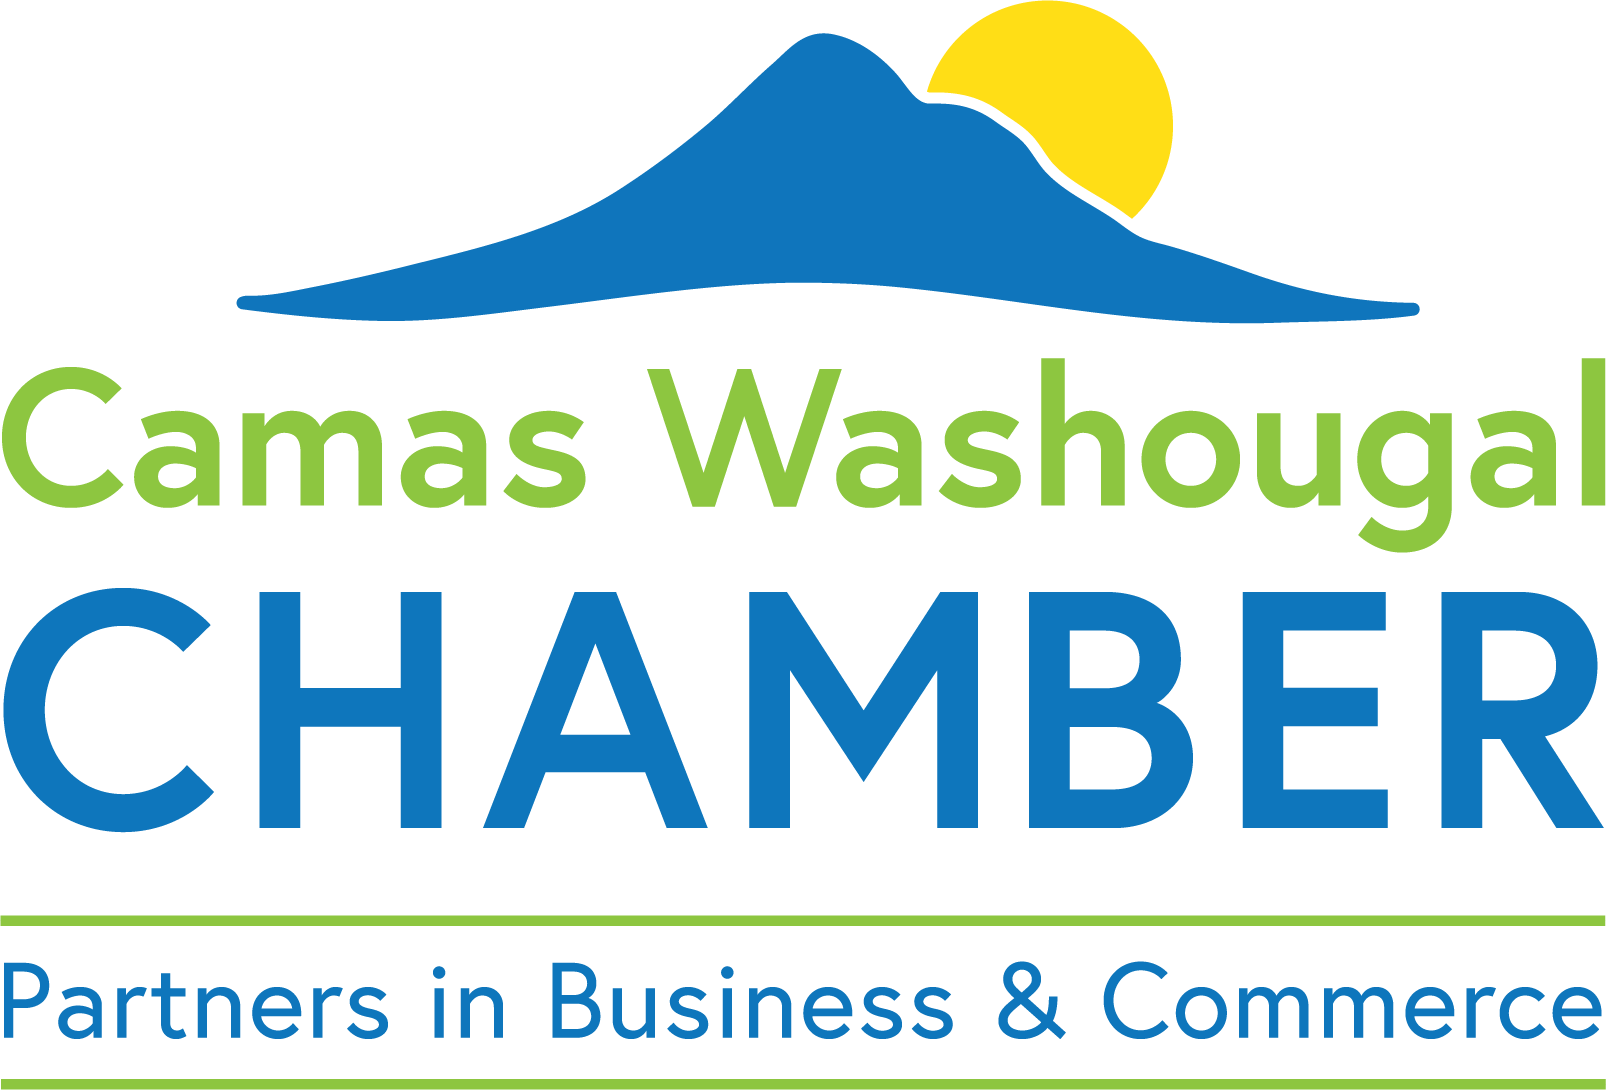 Camas Washougal
CHAMBER
Partners in Business & Commerce